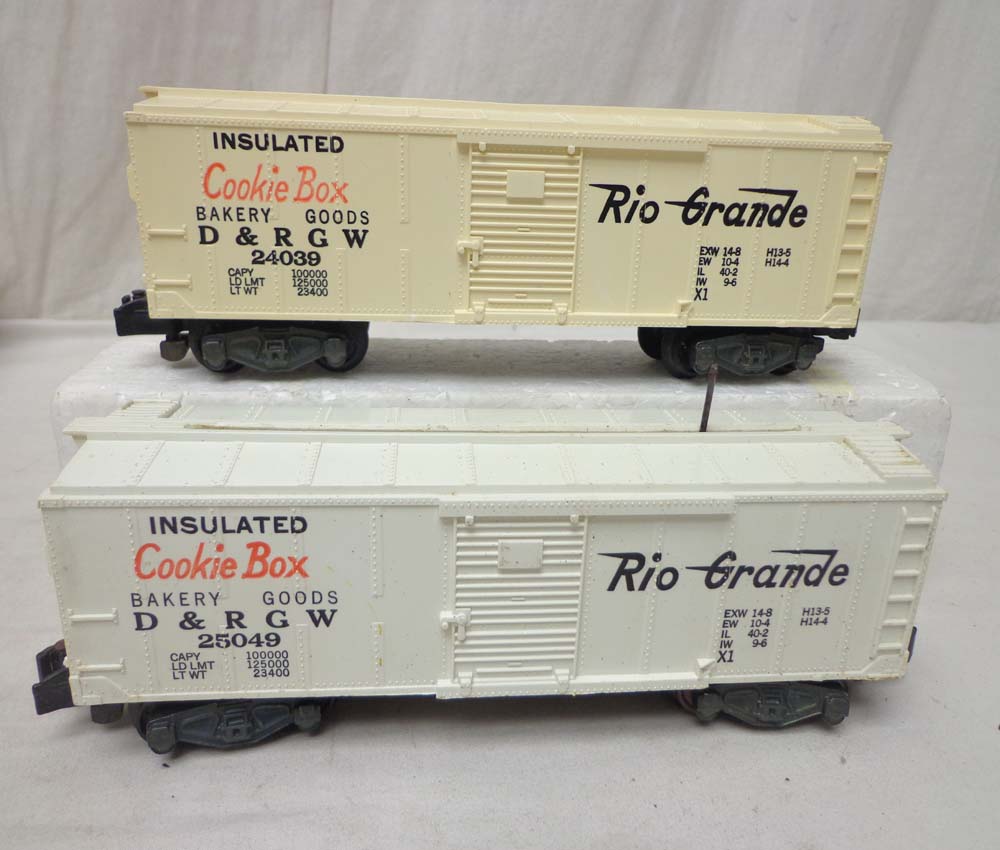 INSULATED
Cookie Box
BAKERY GOODS
D & R G W
24039
CAPY 100000
LD LMT 125000
LT WT 23400
Rio Grande
EXW 14-8 H13-5
EW 10-4 H14-4
IL 40-2
IW 9-6
X1
INSULATED
Cookie Box
BAKERY GOODS
D & R G W
25049
CAPY 100000
LD LMT 125000
LT WT 23400
Rio Grande
EXW 14-8 H13-5
EW 10-4 H14-4
IL 40-2
IW 9-6
X1